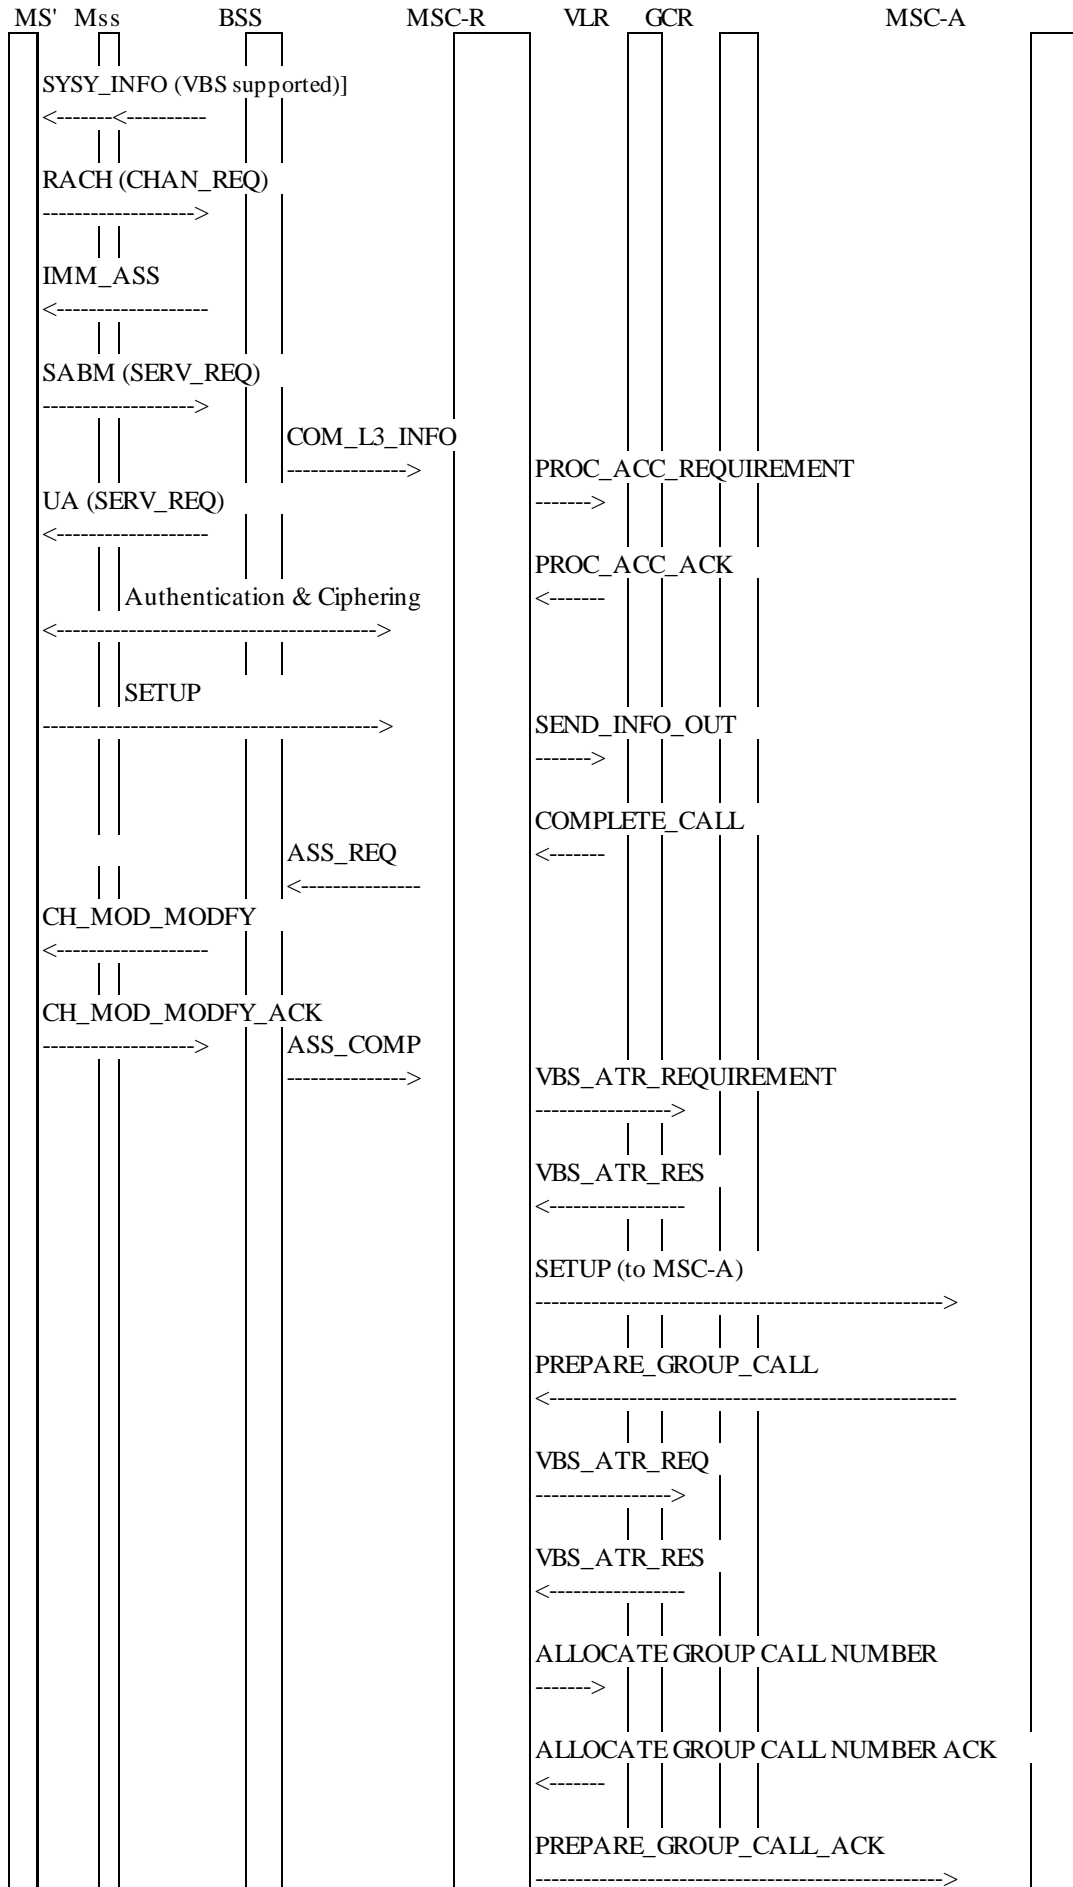 MS' Mss BSS MSC-R VLR GCR MSC-A
SYSY_INFO (VBS supported)]
<-------<----------
RACH (CHAN_REQ)
------------------->
IMM_ASS
<-------------------
SABM (SERV_REQ)
------------------->
COM_L3_INFO
--------------->
PROC_ACC_REQUIREMENT
------->
UA (SERV_REQ)
<-------------------
PROC_ACC_ACK
<-------
Authentication & Ciphering
<---------------------------------------->
SETUP
------------------------------------------>
SEND_INFO_OUT
------->
COMPLETE_CALL
<-------
ASS_REQ
<---------------
CH_MOD_MODFY
<-------------------
CH_MOD_MODFY_ACK
------------------->
ASS_COMP
--------------->
VBS_ATR_REQUIREMENT
----------------->
VBS_ATR_RES
<-----------------
SETUP (to MSC-A)
--------------------------------------------------->
PREPARE_GROUP_CALL
<---------------------------------------------------
VBS_ATR_REQ
----------------->
VBS_ATR_RES
<-----------------
ALLOCATE GROUP CALL NUMBER
------->
ALLOCATE GROUP CALL NUMBER ACK
<-------
PREPARE_GROUP_CALL_ACK
--------------------------------------------------->